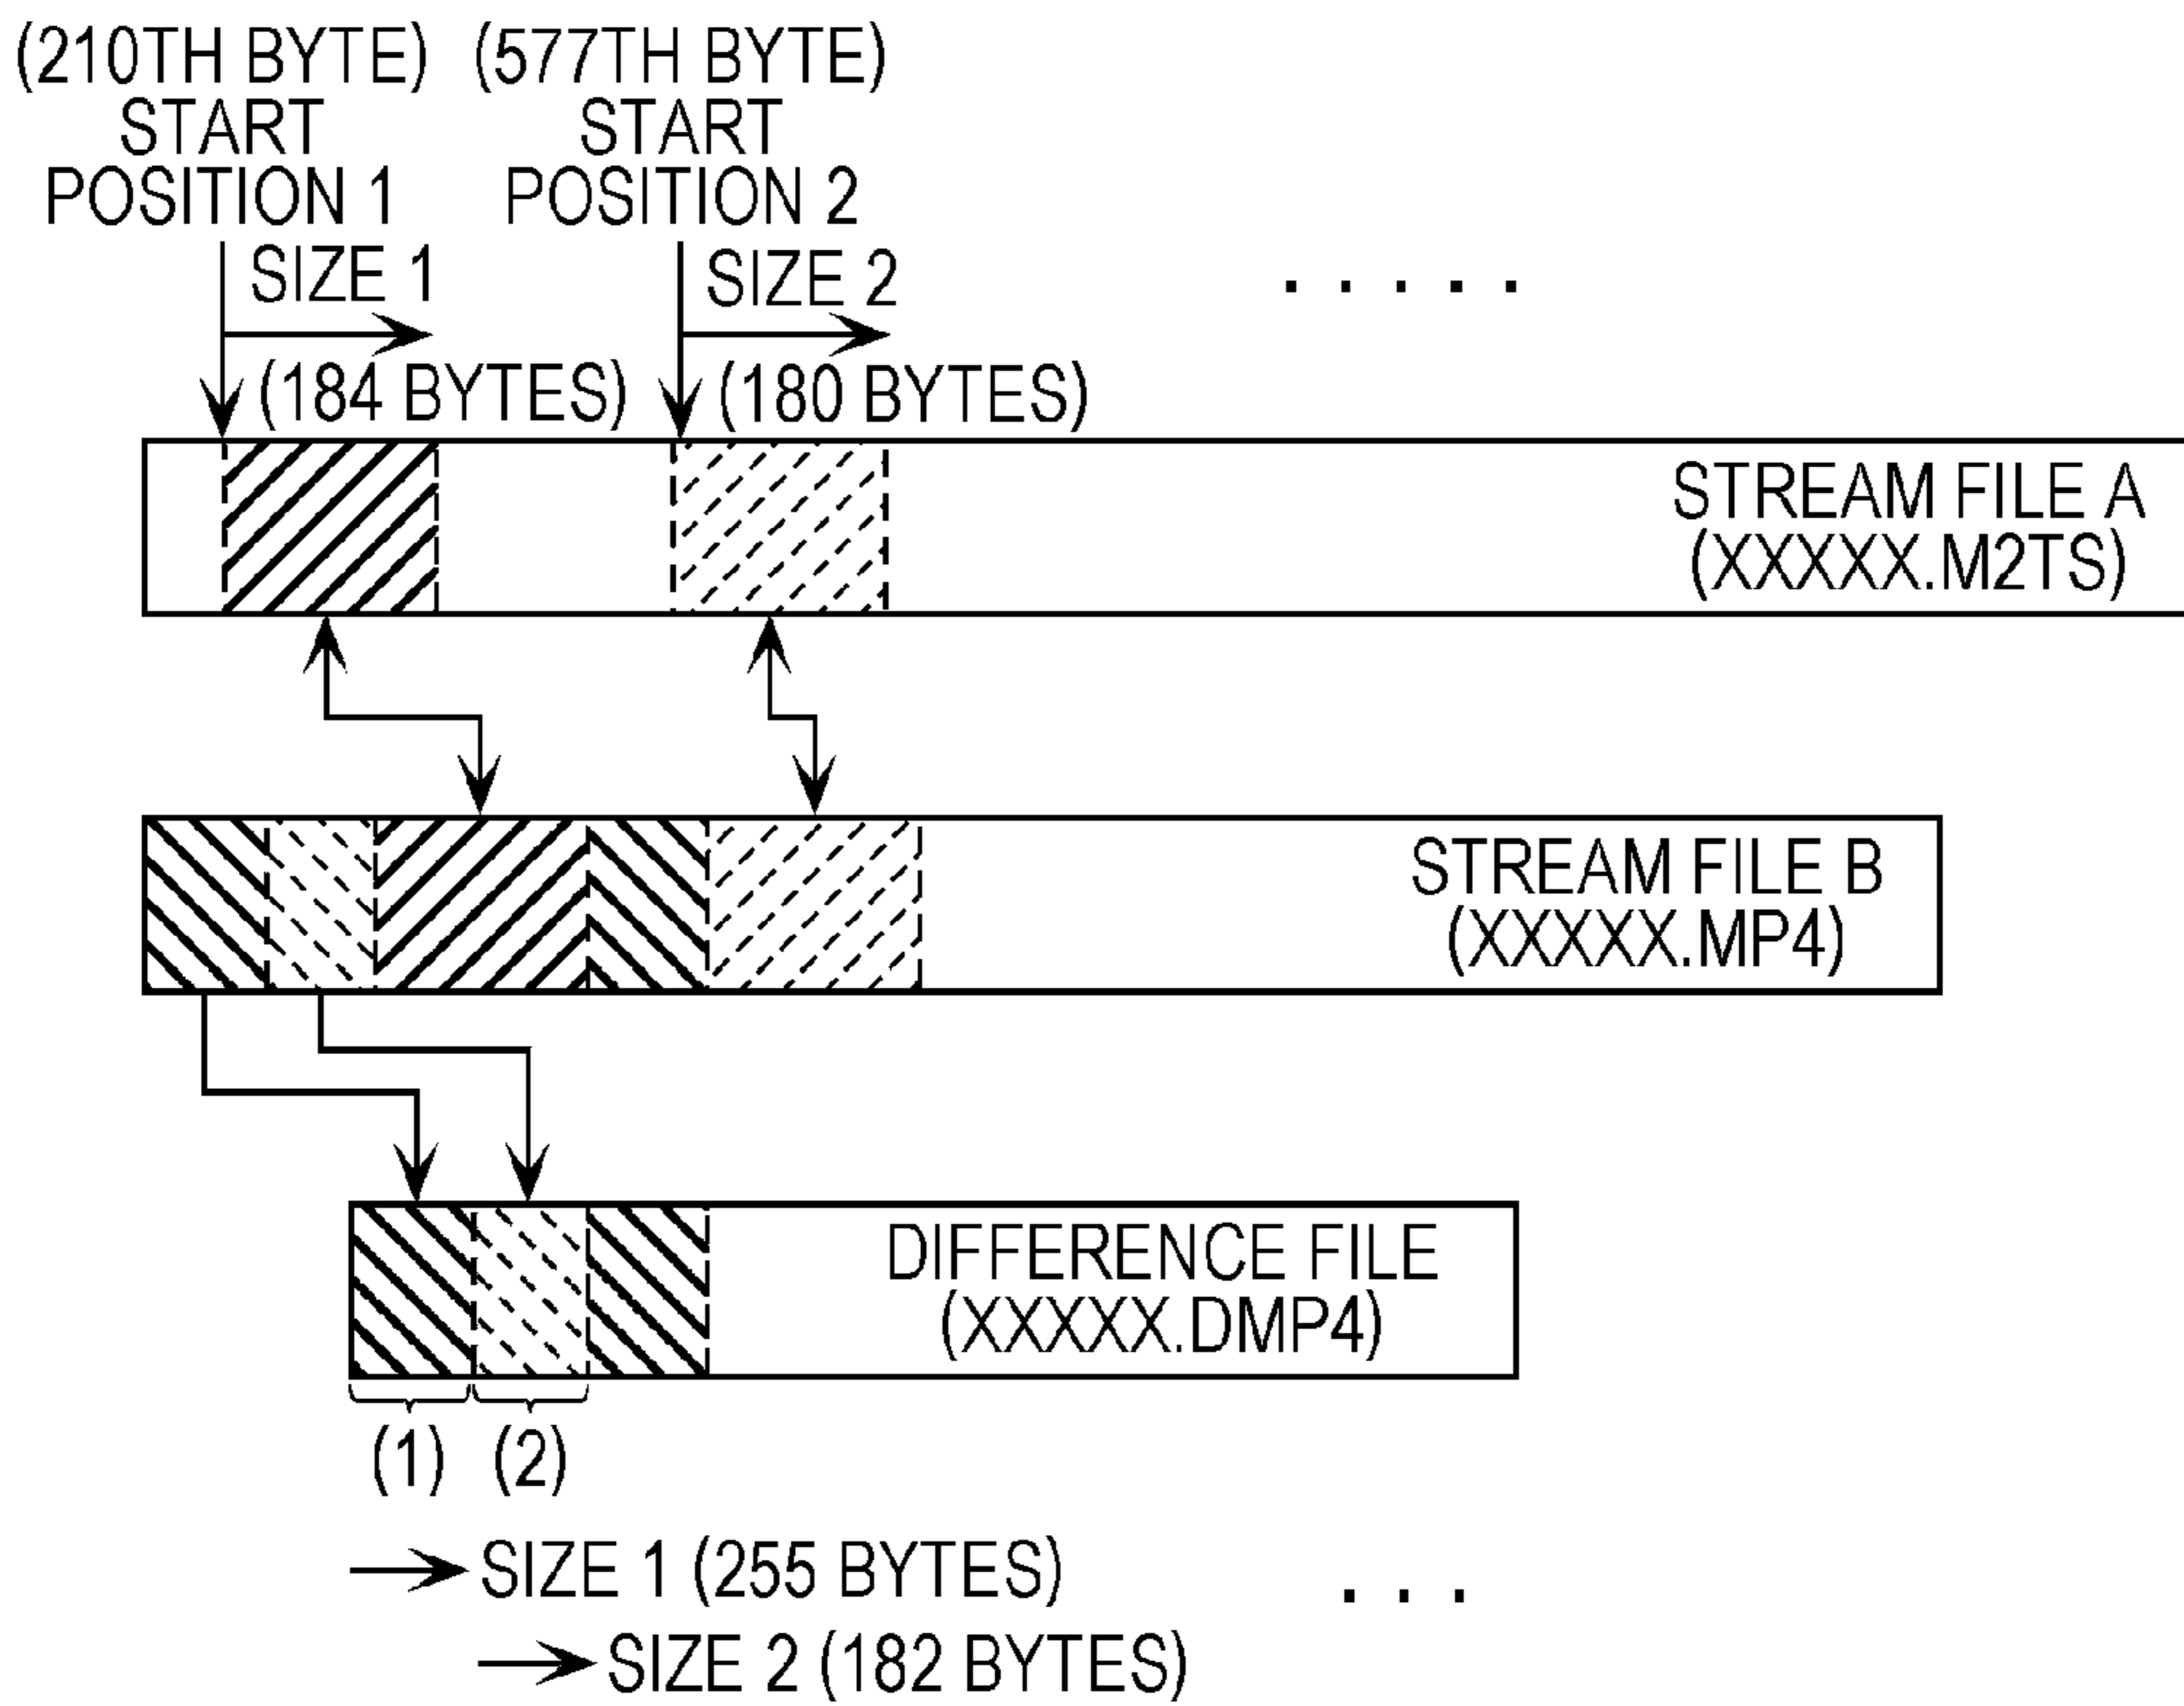 (210TH BYTE) (577TH BYTE)
START START
POSITION 1 POSITION 2
SIZE 1 SIZE 2
. . . . .
(184 BYTES) (180 BYTES)
STREAM FILE A
(XXXXX.M2TS)
STREAM FILE B
(XXXXX.MP4)
DIFFERENCE FILE
(XXXXX.DMP4)
(1) (2)
SIZE 1 (255 BYTES)
. . .
SIZE 2 (182 BYTES)